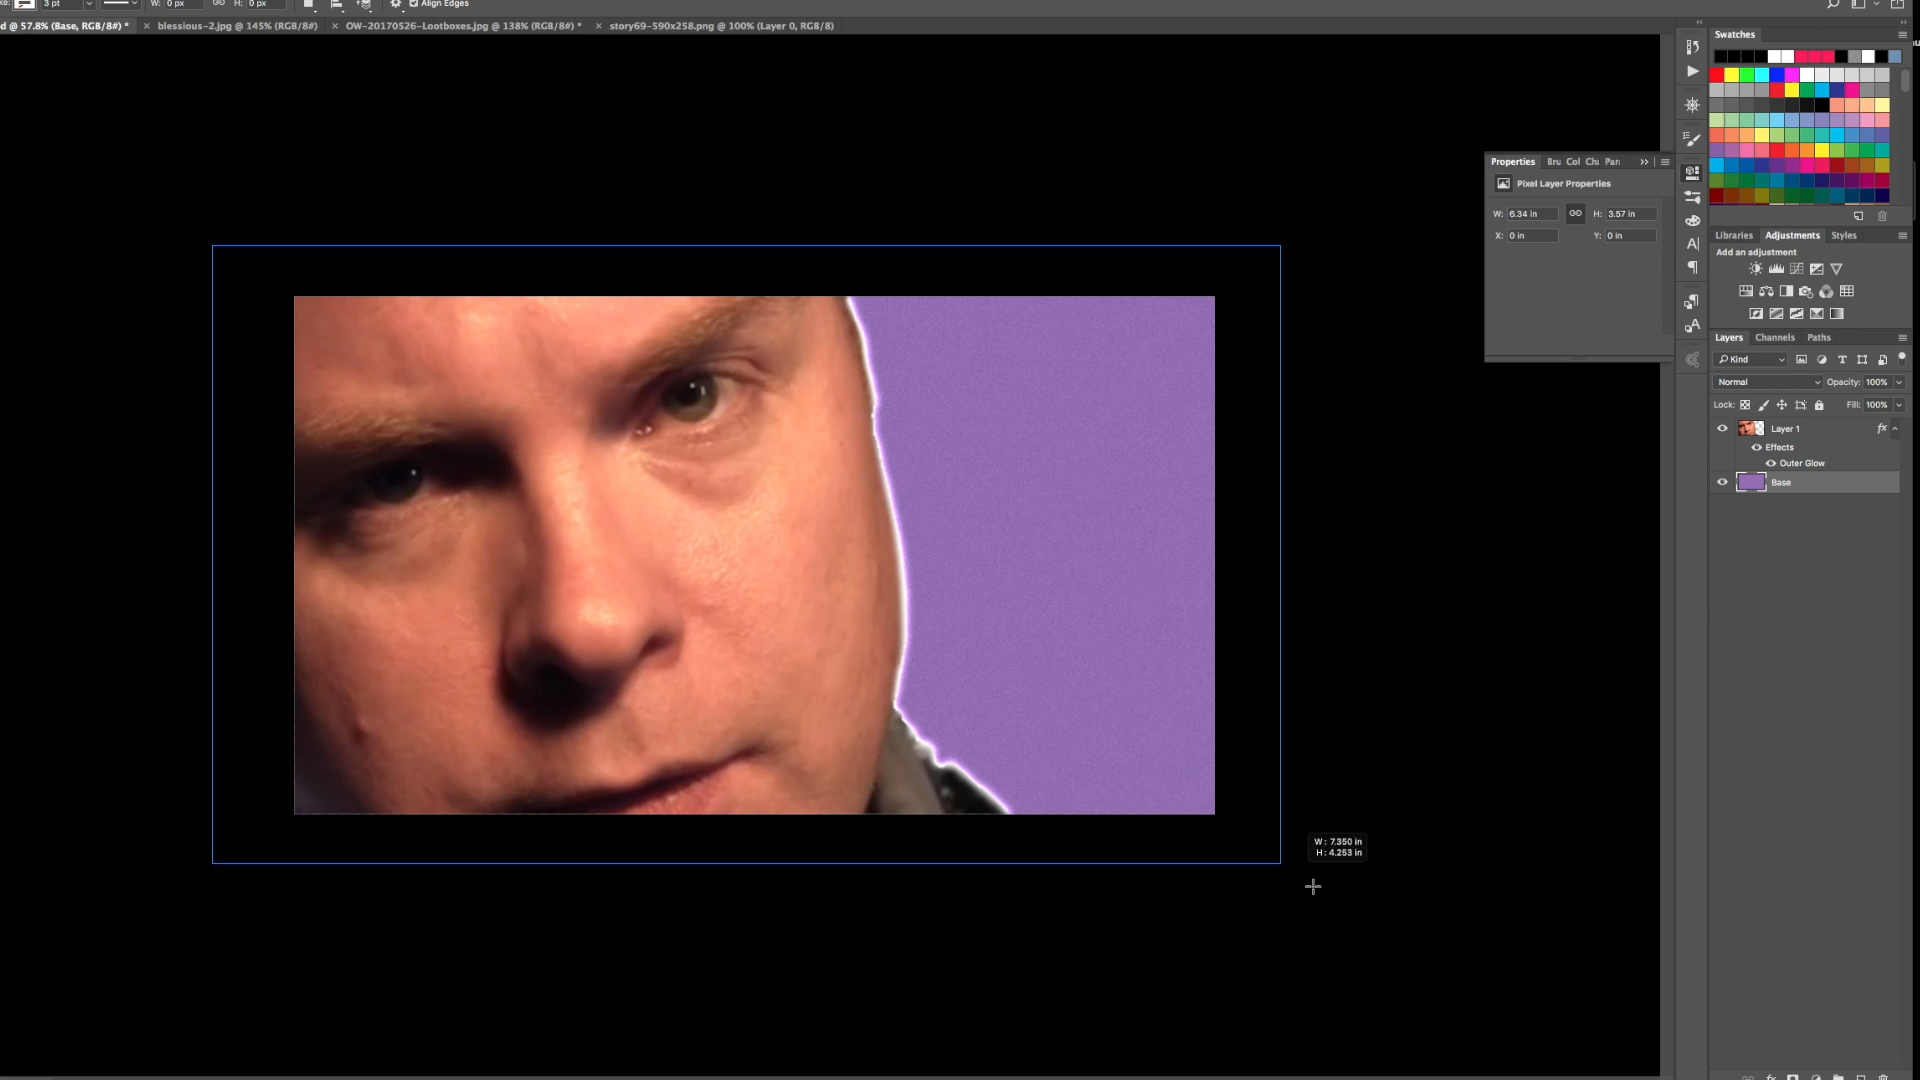 ke: 3 pt W: 0 px H: 0 px Align Edges
d @ 57.8% (Base, RGB/8#) * × blessious-2.jpg @ 145% (RGB/8#) × OW-20170526-Lootboxes.jpg @ 138% (RGB/8#) * × story69-590x258.png @ 100% (Layer 0, RGB/8)
Swatches
Properties Bru Col Cha Par
Pixel Layer Properties
W: 6.34 in H: 3.57 in
X: 0 in Y: 0 in
Libraries Adjustments Styles
Add an adjustment
Layers Channels Paths
Kind
Normal Opacity: 100%
Lock: Fill: 100%
Layer 1 fx
Effects
Outer Glow
Base
W : 7.350 in
H : 4.253 in